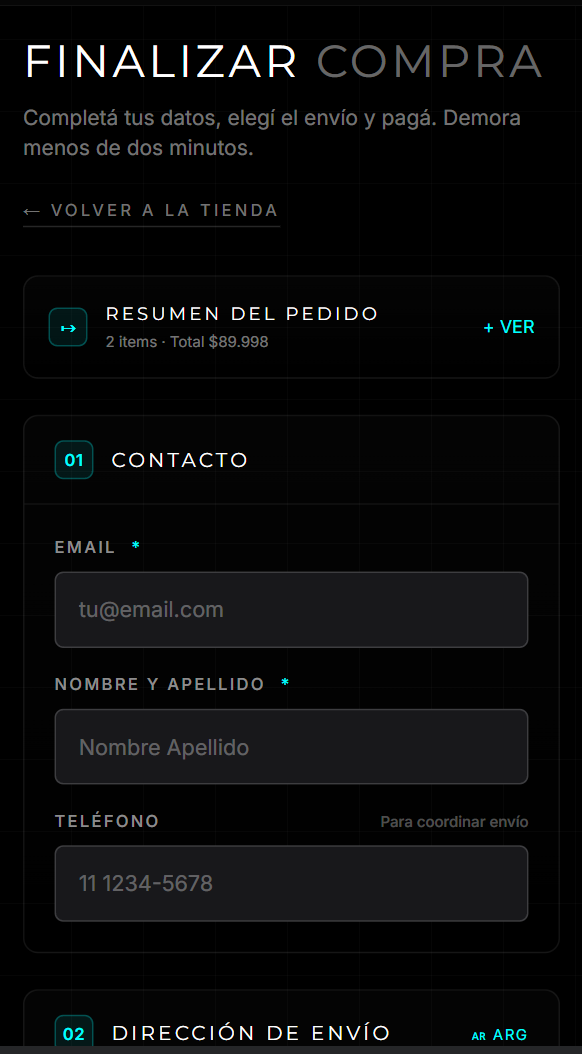 FINALIZAR COMPRA
Completá tus datos, elegí el envío y pagá. Demora
menos de dos minutos.
← VOLVER A LA TIENDA
RESUMEN DEL PEDIDO
2 items · Total $89.998
+ VER
01 CONTACTO
EMAIL *
tu@email.com
NOMBRE Y APELLIDO *
Nombre Apellido
TELÉFONO Para coordinar envío
11 1234-5678
02 DIRECCIÓN DE ENVÍO AR ARG